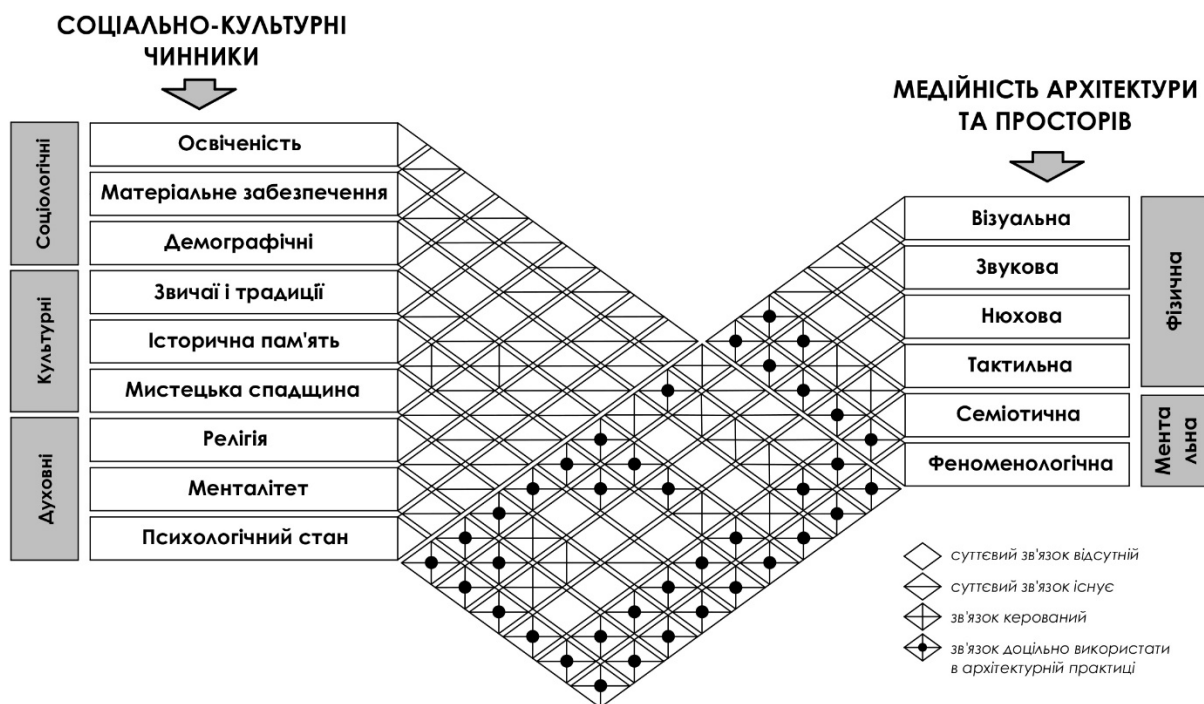 СОЦІАЛЬНО-КУЛЬТУРНІ
ЧИННИКИ
МЕДІЙНІСТЬ АРХІТЕКТУРИ
ТА ПРОСТОРІВ
Соціологічні
Освіченість
Матеріальне забезпечення
Демографічні
Культурні
Звичаї і традиції
Історична пам'ять
Мистецька спадщина
Духовні
Релігія
Менталітет
Психологічний стан
Візуальна
Звукова
Нюхова
Тактильна
Фізична
Семіотична
Феноменологічна
Мента
льна
суттєвий зв'язок відсутній
суттєвий зв'язок існує
зв'язок керований
зв'язок доцільно використати
в архітектурній практиці